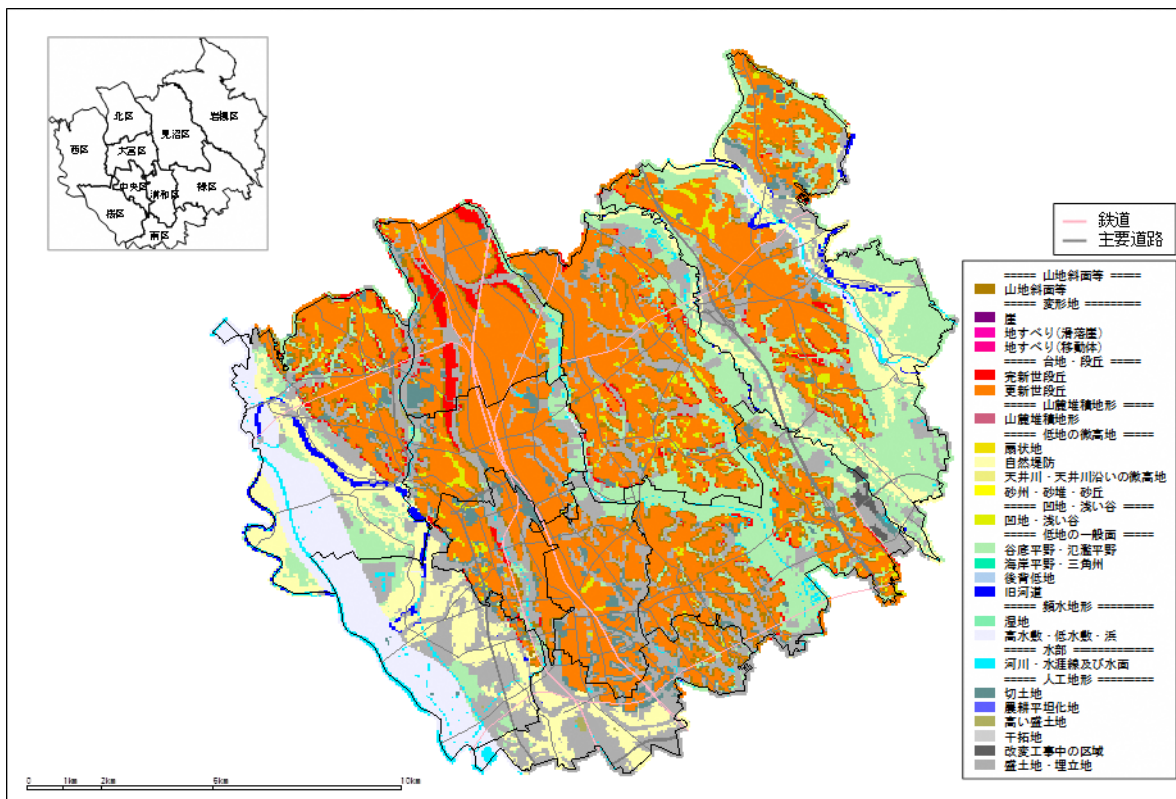 北区
岩槻区
見沼区
西区
大宮区
中央区
浦和区
緑区
桜区
南区
鉄道
主要道路
===== 山地斜面等 =====
山地斜面等
===== 変形地 =========
崖
地すべり(滑落崖)
地すべり(移動体)
===== 台地・段丘 =====
完新世段丘
更新世段丘
===== 山麓堆積地形 =====
山麓堆積地形
===== 低地の微高地 =====
扇状地
自然堤防
天井川・天井川沿いの微高地
砂州・砂堆・砂丘
===== 凹地・浅い谷 =====
凹地・浅い谷
===== 低地の一般面 =====
谷底平野・氾濫平野
海岸平野・三角州
後背低地
旧河道
===== 頻水地形 =========
湿地
高水敷・低水敷・浜
===== 水部 =============
河川・水涯線及び水面
===== 人工地形 =========
切土地
農耕平坦化地
高い盛土地
干拓地
改変工事中の区域
盛土地・埋立地
0 1km 2km 5km 10km